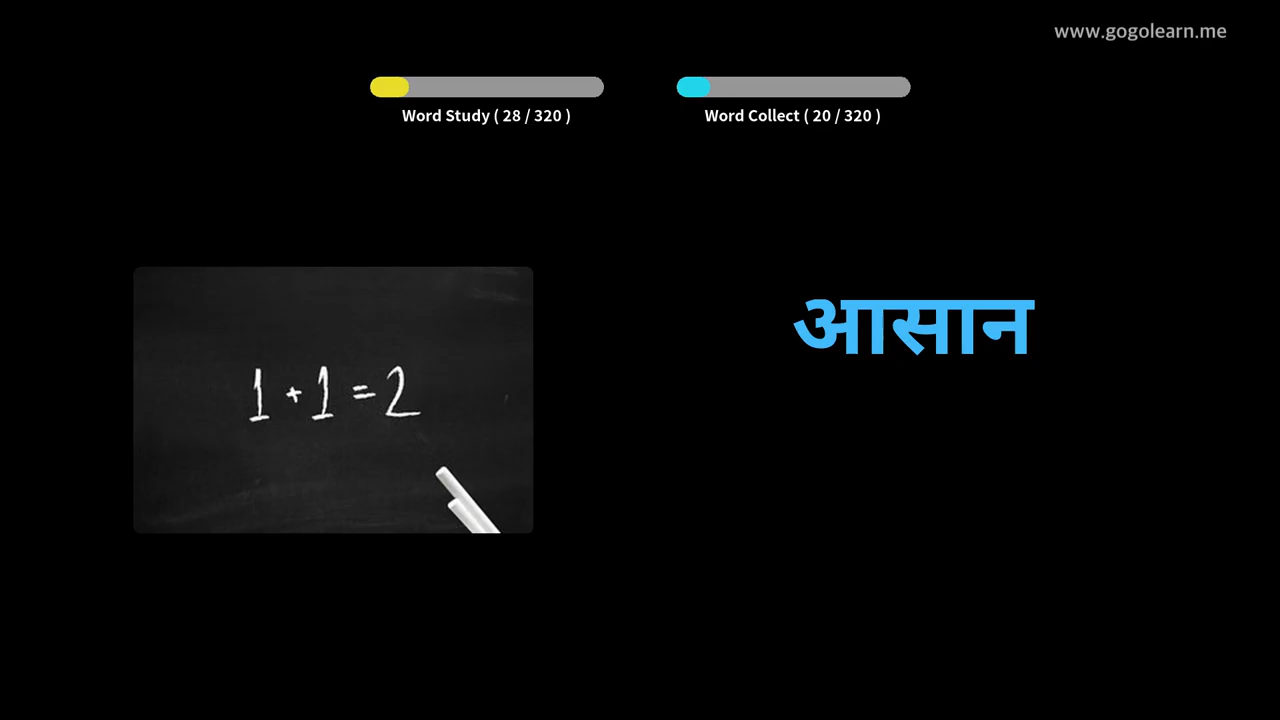 www.gogolearn.me
Word Study ( 28 / 320 )
Word Collect ( 20 / 320 )
1 + 1 = 2
आसान